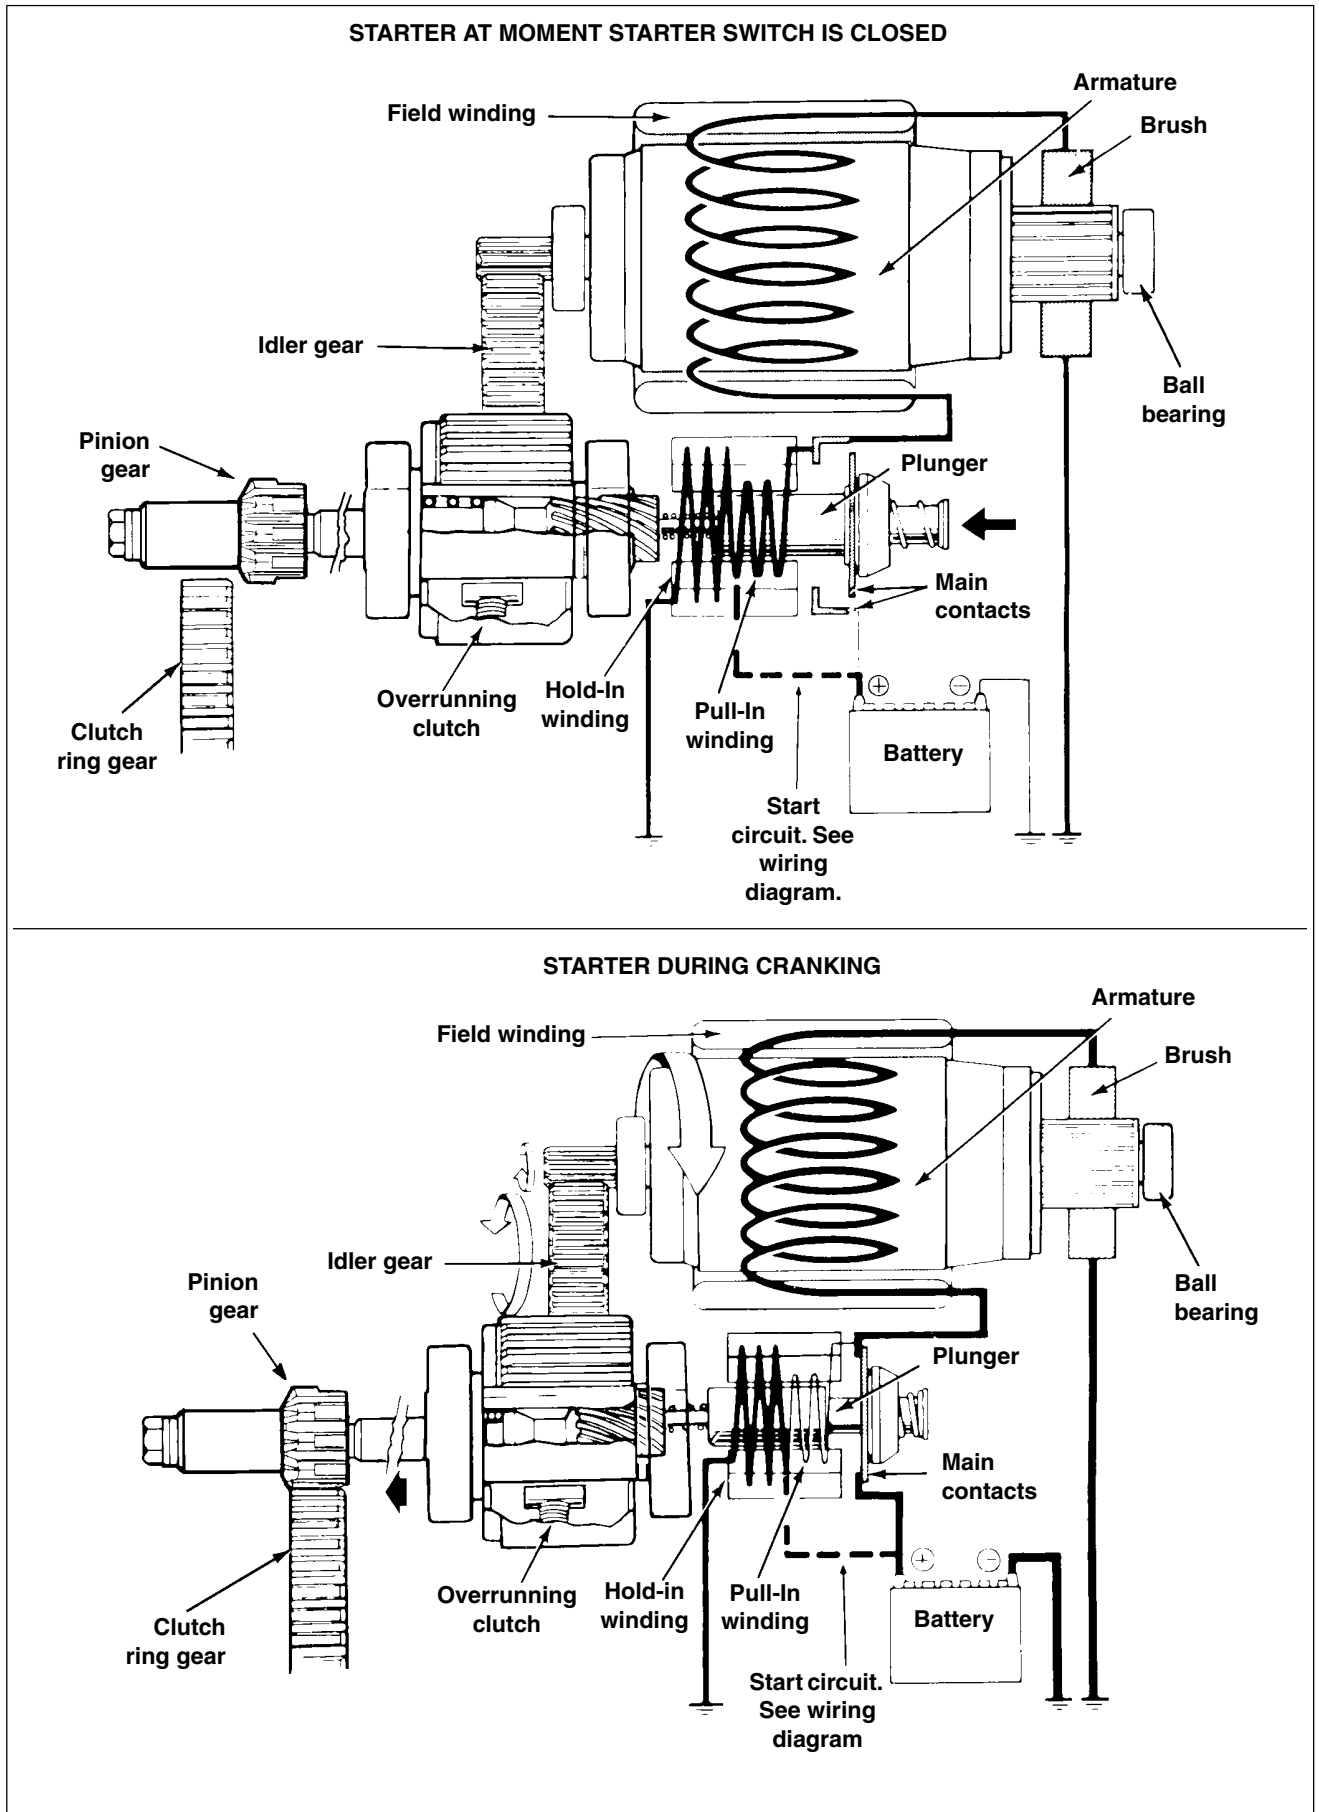 STARTER AT MOMENT STARTER SWITCH IS CLOSED
Armature
Field winding
Brush
Idler gear
Ball
bearing
Pinion
gear
Plunger
Main
contacts
Overrunning
clutch
Hold-In
winding
Pull-In
winding
+
−
Clutch
ring gear
Battery
Start
circuit. See
wiring
diagram.
STARTER DURING CRANKING
Armature
Field winding
Brush
Idler gear
Pinion
gear
Ball
bearing
Plunger
Main
contacts
+
−
Overrunning
clutch
Hold-in
winding
Pull-In
winding
Battery
Clutch
ring gear
Start circuit.
See wiring
diagram